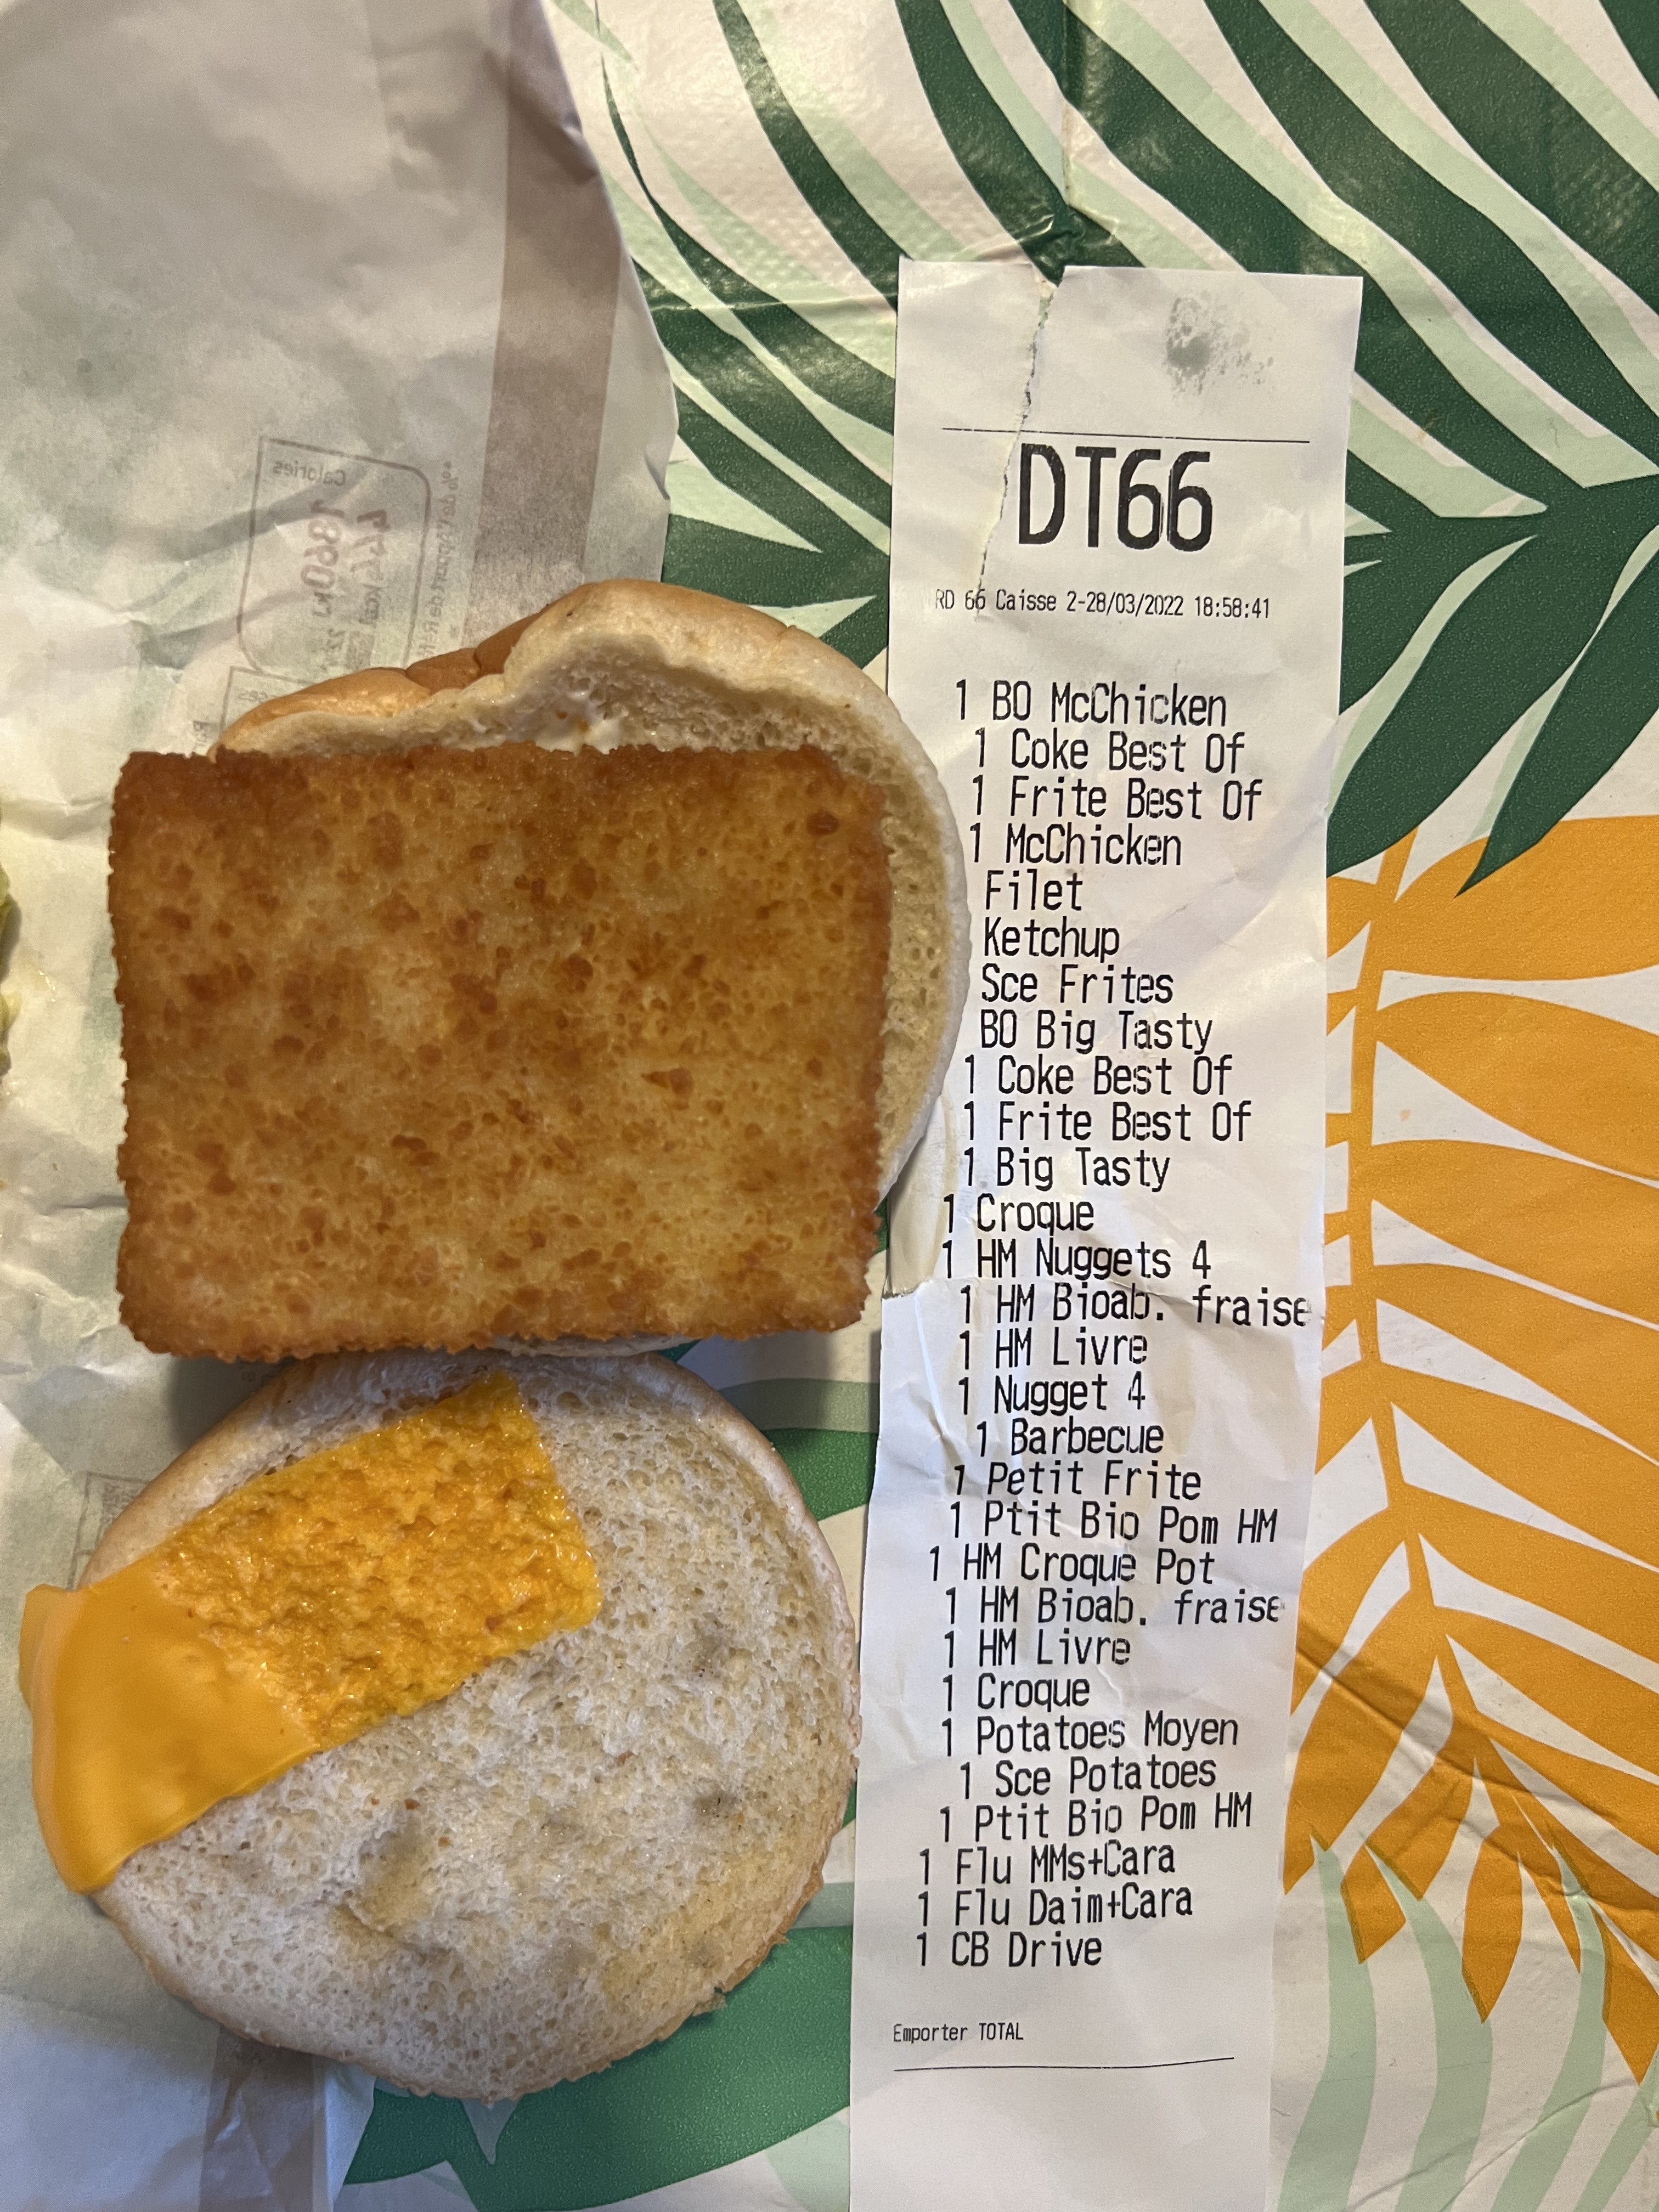 DT66
RD 66 Caisse 2-28/03/2022 18:58:41
1 BO McChicken
1 Coke Best Of
1 Frite Best Of
1 McChicken
Filet
Ketchup
Sce Frites
BO Big Tasty
1 Coke Best Of
1 Frite Best Of
1 Big Tasty
1 Croque
1 HM Nuggets 4
1 HM Bioab. fraise
1 HM Livre
1 Nugget 4
1 Barbecue
1 Petit Frite
1 Ptit Bio Pom HM
1 HM Croque Pot
1 HM Bioab. fraise
1 HM Livre
1 Croque
1 Potatoes Moyen
1 Sce Potatoes
1 Ptit Bio Pom HM
1 Flu MMs+Cara
1 Flu Daim+Cara
1 CB Drive
Emporter TOTAL
Calories
1860kJ